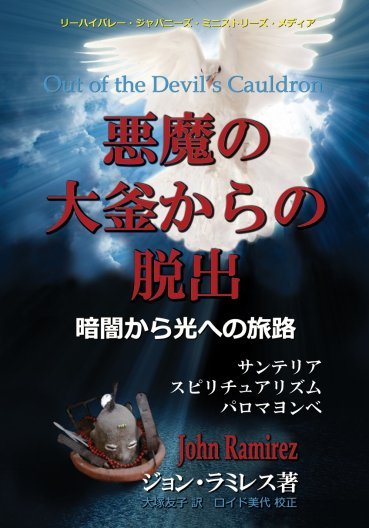 リーハイバレー・ジャパニーズ・ミニストリーズ・メディア
Out of the Devil's Cauldron
悪魔の
大釜からの
脱出
暗闇から光への旅路
サンテリア
スピリチュアリズム
パロマヨンベ
John Ramirez
ジョン・ラミレス著
大塚友子 訳 ロイド美代 校正